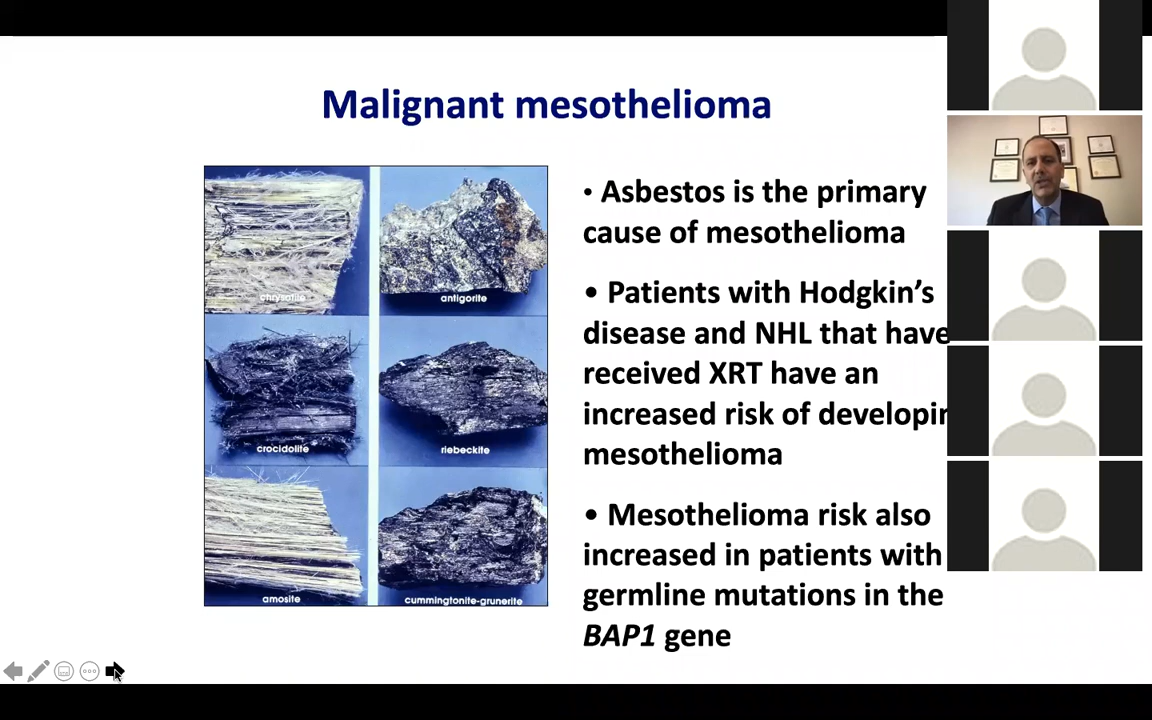 Malignant mesothelioma
chrysotile
antigorite
crocidolite
riebeckite
amosite
cummingtonite-grunerite
• Asbestos is the primary
cause of mesothelioma
• Patients with Hodgkin’s
disease and NHL that have
received XRT have an
increased risk of developin
mesothelioma
• Mesothelioma risk also
increased in patients with
germline mutations in the
BAP1 gene